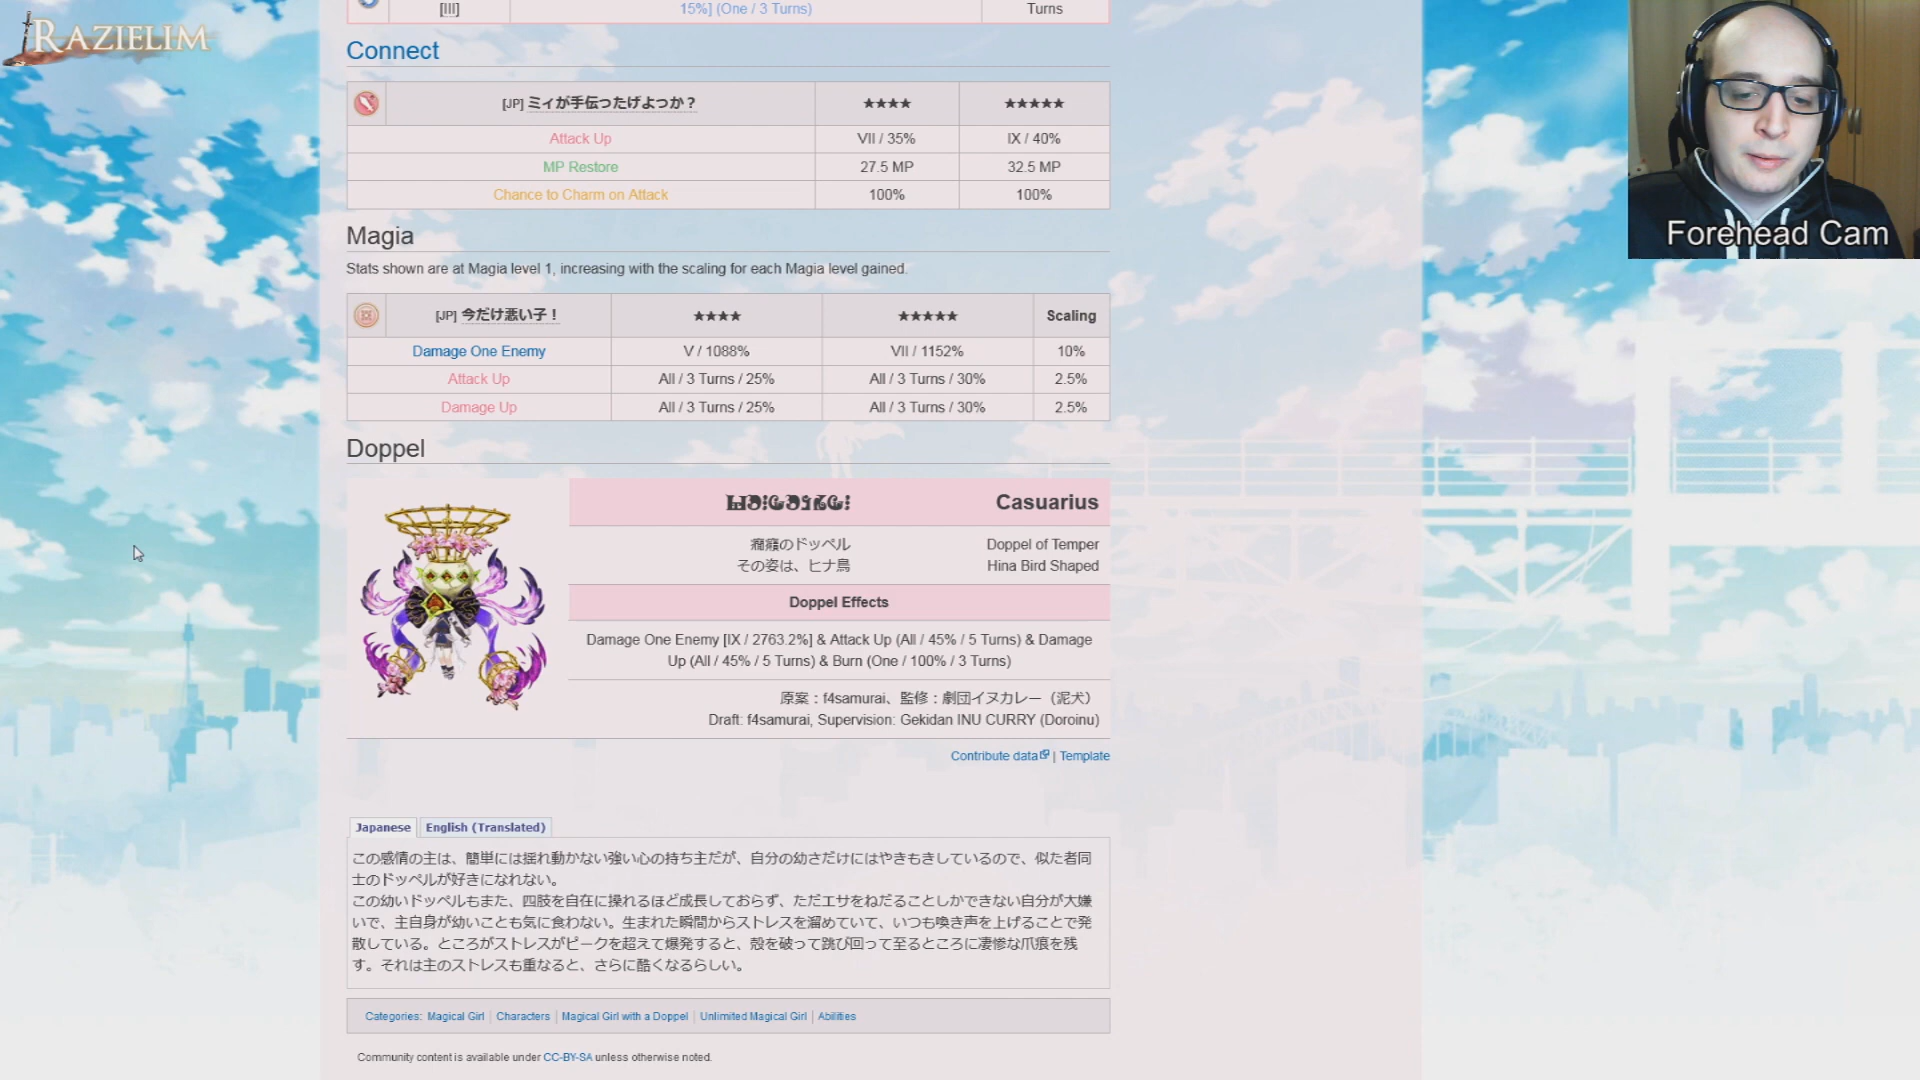 RAZIELIM
[III] 15%] (One / 3 Turns) Turns
Connect
[JP] ミィが手伝ったげよっか？ ★★★★ ★★★★★
Attack Up VII / 35% IX / 40%
MP Restore 27.5 MP 32.5 MP
Chance to Charm on Attack 100% 100%
Magia
Stats shown are at Magia level 1, increasing with the scaling for each Magia level gained.
[JP] 今だけ悪い子！ ★★★★ ★★★★★ Scaling
Damage One Enemy V / 1088% VII / 1152% 10%
Attack Up All / 3 Turns / 25% All / 3 Turns / 30% 2.5%
Damage Up All / 3 Turns / 25% All / 3 Turns / 30% 2.5%
Doppel
Casuarius
癇癪のドッペル Doppel of Temper
その姿は、ヒナ鳥 Hina Bird Shaped
Doppel Effects
Damage One Enemy [IX / 2763.2%] & Attack Up (All / 45% / 5 Turns) & Damage
Up (All / 45% / 5 Turns) & Burn (One / 100% / 3 Turns)
原案：f4samurai、監修：劇団イヌカレー（泥犬）
Draft: f4samurai, Supervision: Gekidan INU CURRY (Doroinu)
Contribute data | Template
Japanese English (Translated)
この感情の主は、簡単には揺れ動かない強い心の持ち主だが、自分の幼さだけにはやきもきしているので、似た者同
士のドッペルが好きになれない。
この幼いドッペルもまた、四肢を自在に操れるほど成長しておらず、ただエサをねだることしかできない自分が大嫌
いで、主自身が幼いことも気に食わない。生まれた瞬間からストレスを溜めていて、いつも喚き声を上げることで発
散している。ところがストレスがピークを超えて爆発すると、殻を破って跳び回って至るところに凄惨な爪痕を残
す。それは主のストレスも重なると、さらに酷くなるらしい。
Categories: Magical Girl | Characters | Magical Girl with a Doppel | Unlimited Magical Girl | Abilities
Community content is available under CC-BY-SA unless otherwise noted.
Forehead Cam